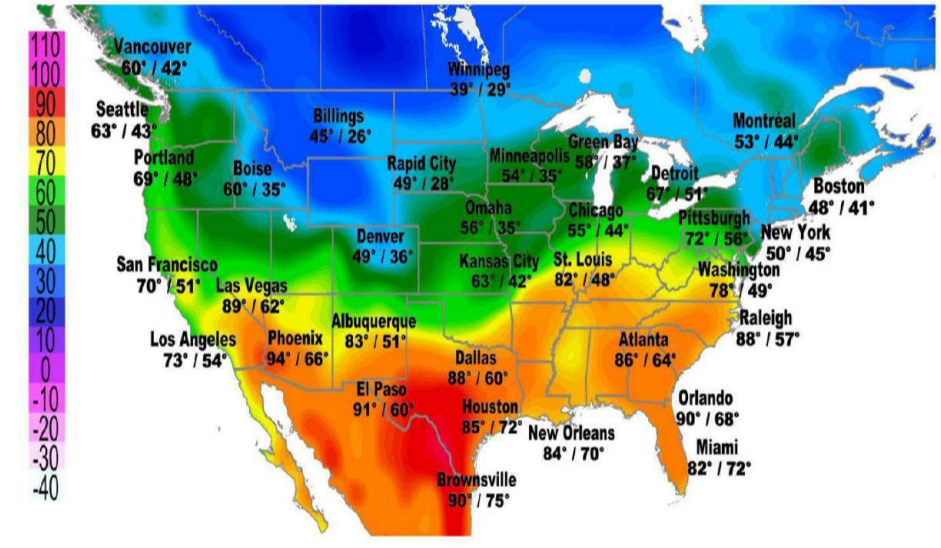 110
100
90
80
70
60
50
40
30
20
10
0
-10
-20
-30
-40
Vancouver
60° / 42°
Winnipeg
39° / 29°
Seattle
63° / 43°
Billings
45° / 26°
Montréal
53° / 44°
Portland
69° / 48°
Boise
60° / 35°
Rapid City
49° / 28°
Minneapolis
54° / 35°
Green Bay
58° / 37°
Detroit
67° / 51°
Boston
48° / 41°
Omaha
56° / 35°
Chicago
55° / 44°
Pittsburgh
72° / 56°
New York
50° / 45°
Denver
49° / 36°
San Francisco
70° / 51°
Las Vegas
89° / 62°
Kansas City
63° / 42°
St. Louis
82° / 48°
Washington
78° / 49°
Los Angeles
73° / 54°
Phoenix
94° / 66°
Albuquerque
83° / 51°
Raleigh
88° / 57°
Dallas
88° / 60°
Atlanta
86° / 64°
El Paso
91° / 60°
Houston
85° / 72°
New Orleans
84° / 70°
Orlando
90° / 68°
Miami
82° / 72°
Brownsville
90° / 75°